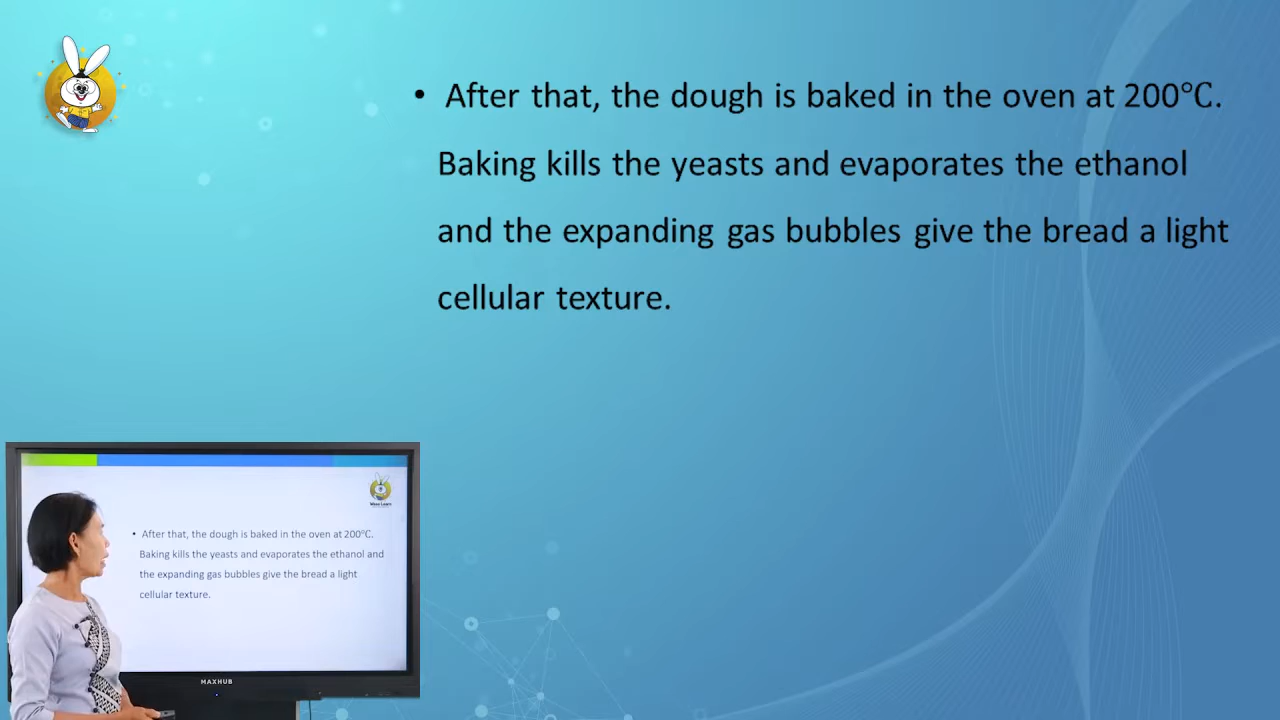 • After that, the dough is baked in the oven at 200℃.
Baking kills the yeasts and evaporates the ethanol
and the expanding gas bubbles give the bread a light
cellular texture.
• After that, the dough is baked in the oven at 200℃.
Baking kills the yeasts and evaporates the ethanol and
the expanding gas bubbles give the bread a light
cellular texture.
MAXHUB